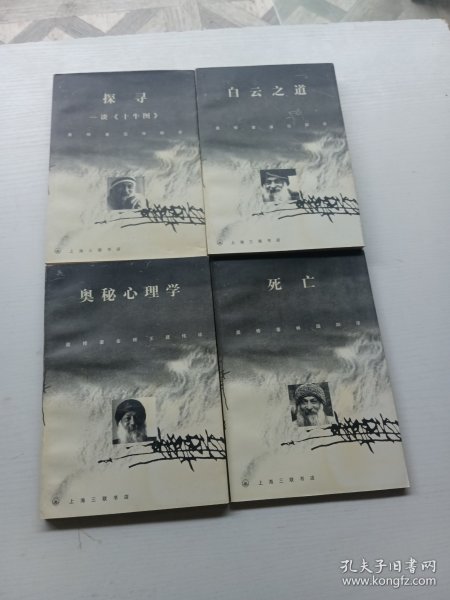 探寻
—谈《十牛图》
上海三联书店
白云之道
上海三联书店
奥秘心理学
上海三联书店
死亡
上海三联书店
孔夫子旧书网
www.kongfz.com